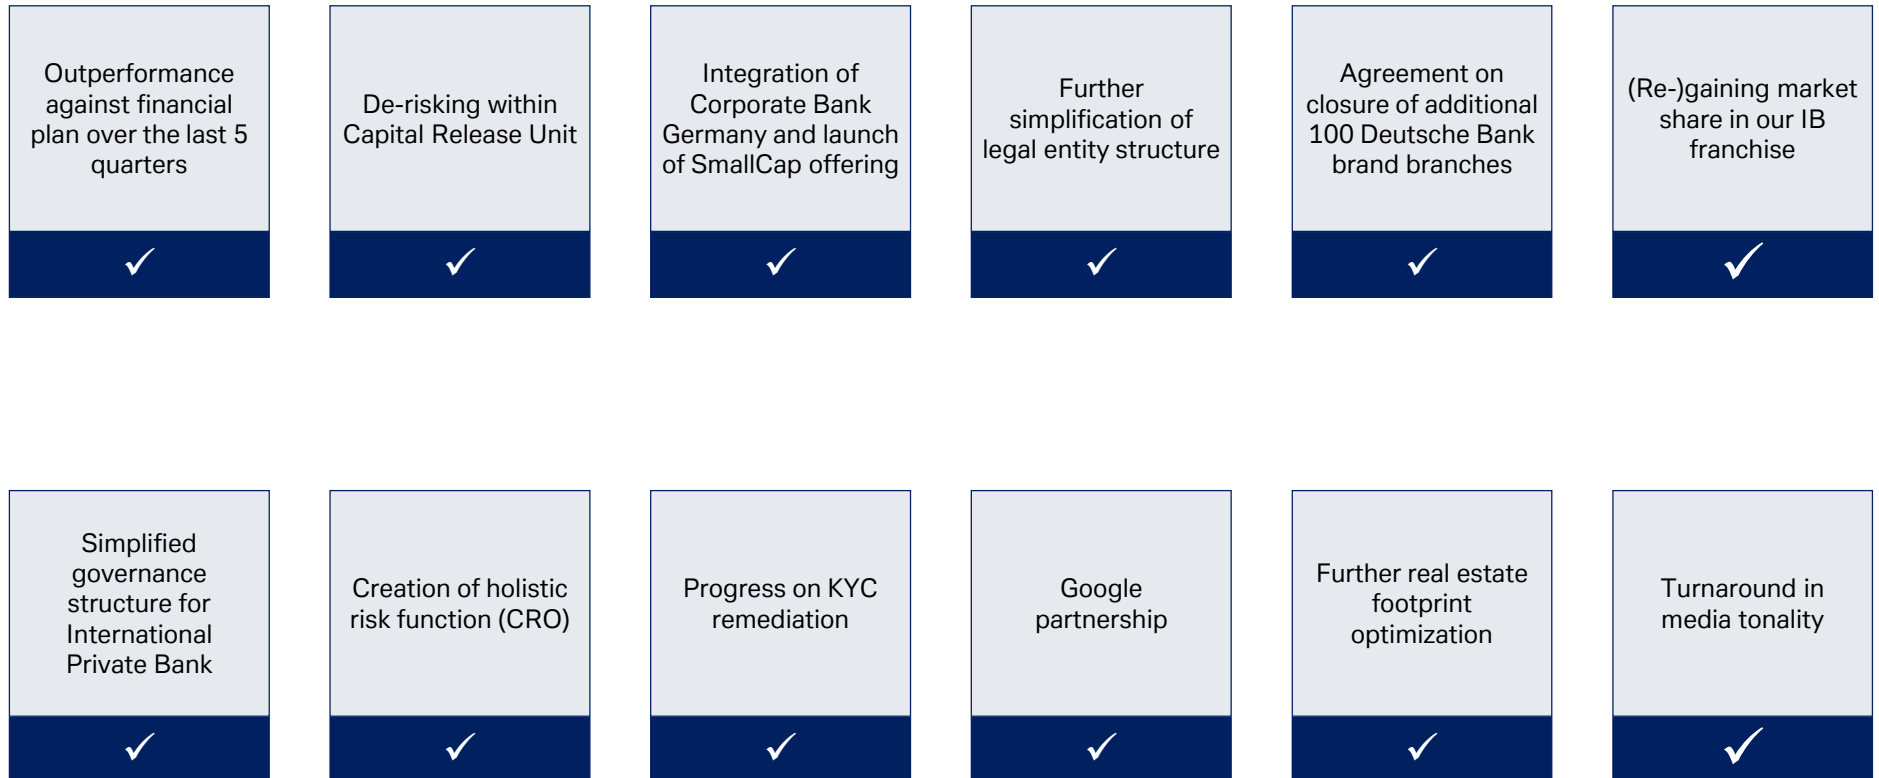 Outperformance
against financial
plan over the last 5
quarters
✓
De-risking within
Capital Release Unit
✓
Integration of
Corporate Bank
Germany and launch
of SmallCap offering
✓
Further
simplification of
legal entity structure
✓
Agreement on
closure of additional
100 Deutsche Bank
brand branches
✓
(Re-)gaining market
share in our IB
franchise
✓
Simplified
governance
structure for
International
Private Bank
✓
Creation of holistic
risk function (CRO)
✓
Progress on KYC
remediation
✓
Google
partnership
✓
Further real estate
footprint
optimization
✓
Turnaround in
media tonality
✓